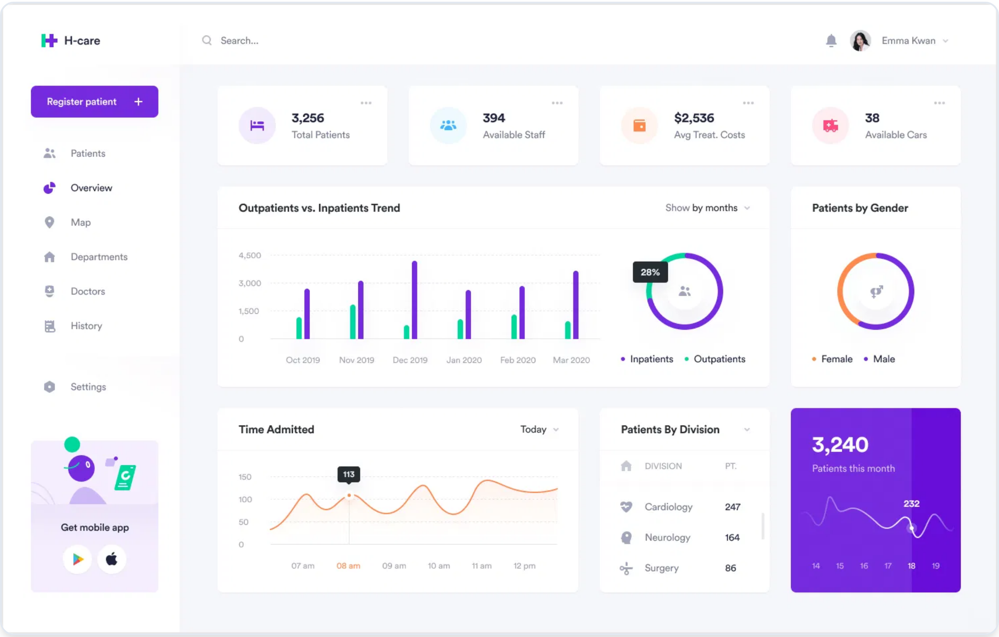 H-care
Search...
Emma Kwan
Register patient +
Patients
Overview
Map
Departments
Doctors
History
Settings
Get mobile app
3,256
Total Patients
394
Available Staff
$2,536
Avg Treat. Costs
38
Available Cars
Outpatients vs. Inpatients Trend
Show by months
4,500
3,000
1,500
0
Oct 2019 Nov 2019 Dec 2019 Jan 2020 Feb 2020 Mar 2020
28%
Inpatients Outpatients
Patients by Gender
Female Male
Time Admitted
Today
150
100
50
0
113
07 am 08 am 09 am 10 am 11 am 12 pm
Patients By Division
DIVISION PT.
Cardiology 247
Neurology 164
Surgery 86
3,240
Patients this month
232
14 15 16 17 18 19